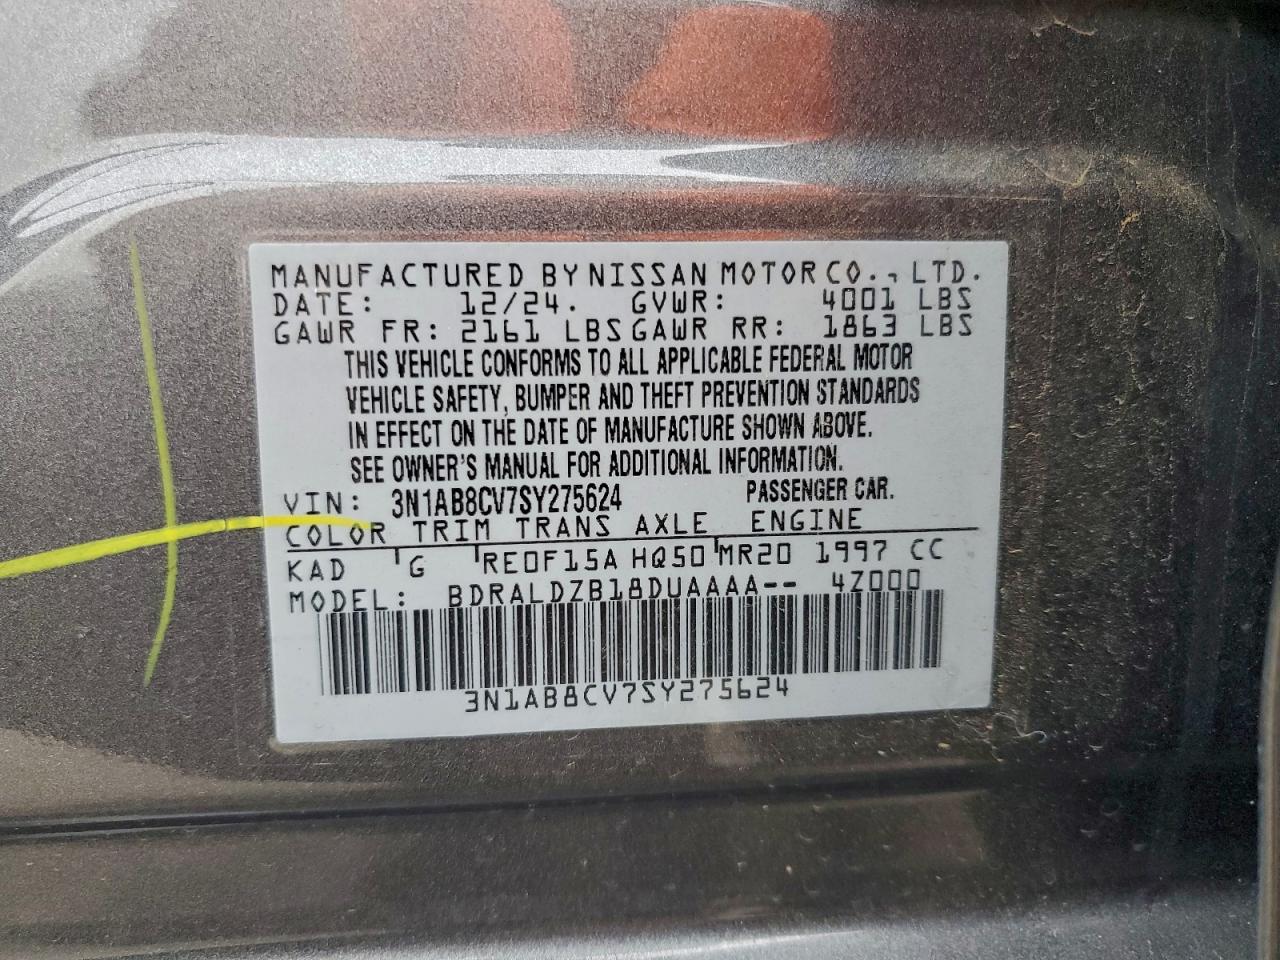 MANUFACTURED BY NISSAN MOTOR CO., LTD.
DATE: 12/24. GVWR: 4001 LBS
GAWR FR: 2161 LBS GAWR RR: 1863 LBS
THIS VEHICLE CONFORMS TO ALL APPLICABLE FEDERAL MOTOR
VEHICLE SAFETY, BUMPER AND THEFT PREVENTION STANDARDS
IN EFFECT ON THE DATE OF MANUFACTURE SHOWN ABOVE.
SEE OWNER'S MANUAL FOR ADDITIONAL INFORMATION.
VIN: 3N1AB8CV7SY275624 PASSENGER CAR.
COLOR TRIM TRANS AXLE ENGINE
KAD G RE0F15A HQ50 MR20 1997 CC
MODEL: BDRALDZB18DUAAAA-- 4Z000
3N1AB8CV7SY275624